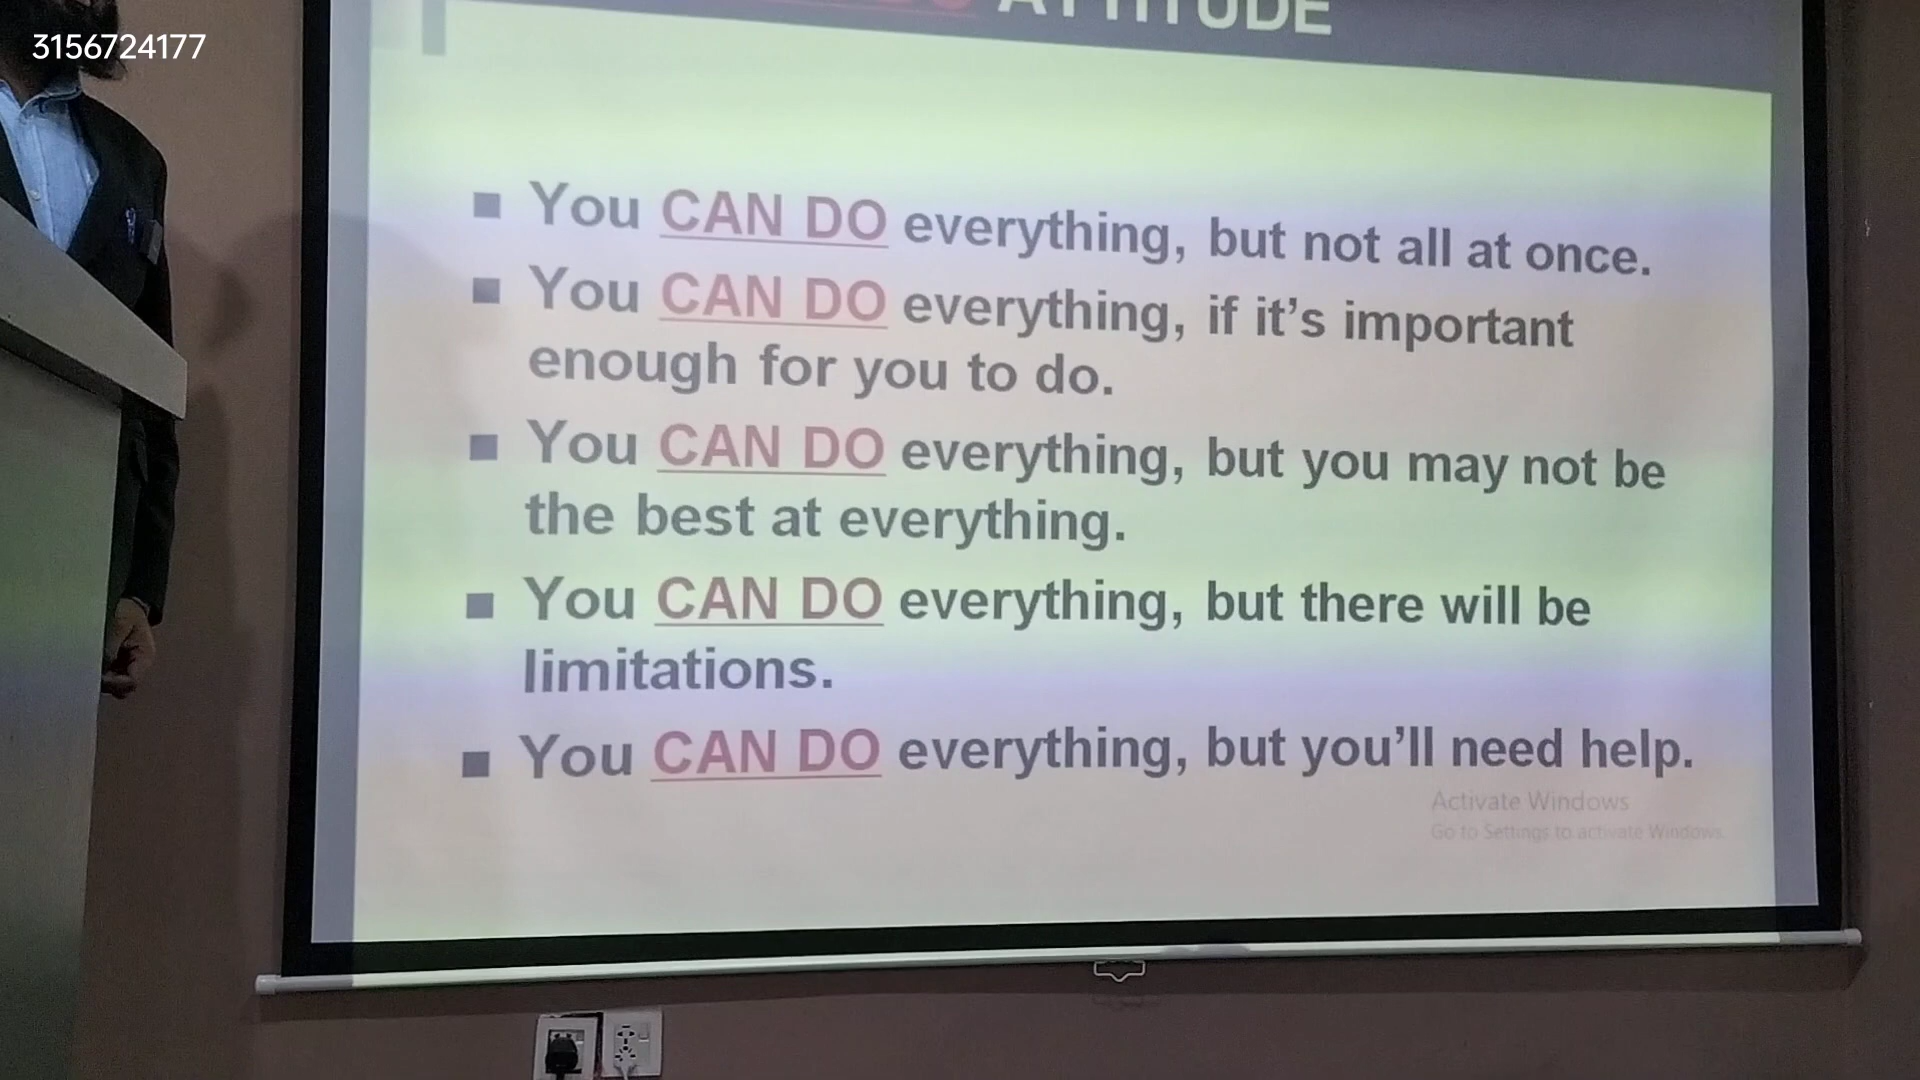 3156724177
ATTITUDE
■ You CAN DO everything, but not all at once.
■ You CAN DO everything, if it’s important
enough for you to do.
■ You CAN DO everything, but you may not be
the best at everything.
■ You CAN DO everything, but there will be
limitations.
■ You CAN DO everything, but you’ll need help.
Activate Windows
Go to Settings to activate Windows.